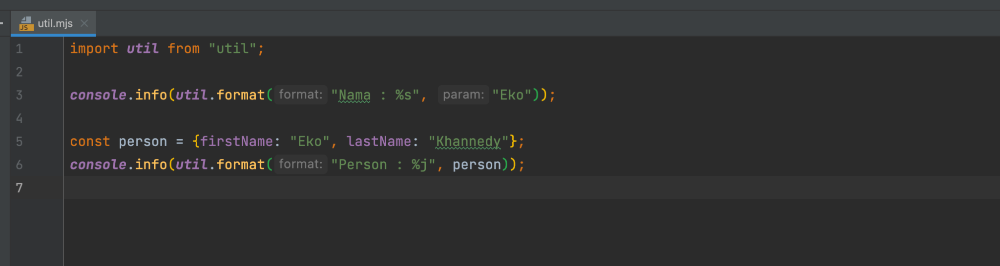 JS util.mjs
1 import util from "util";
2
3 console.info(util.format( format: "Nama : %s", param: "Eko"));
4
5 const person = {firstName: "Eko", lastName: "Khannedy"};
6 console.info(util.format( format: "Person : %j", person));
7